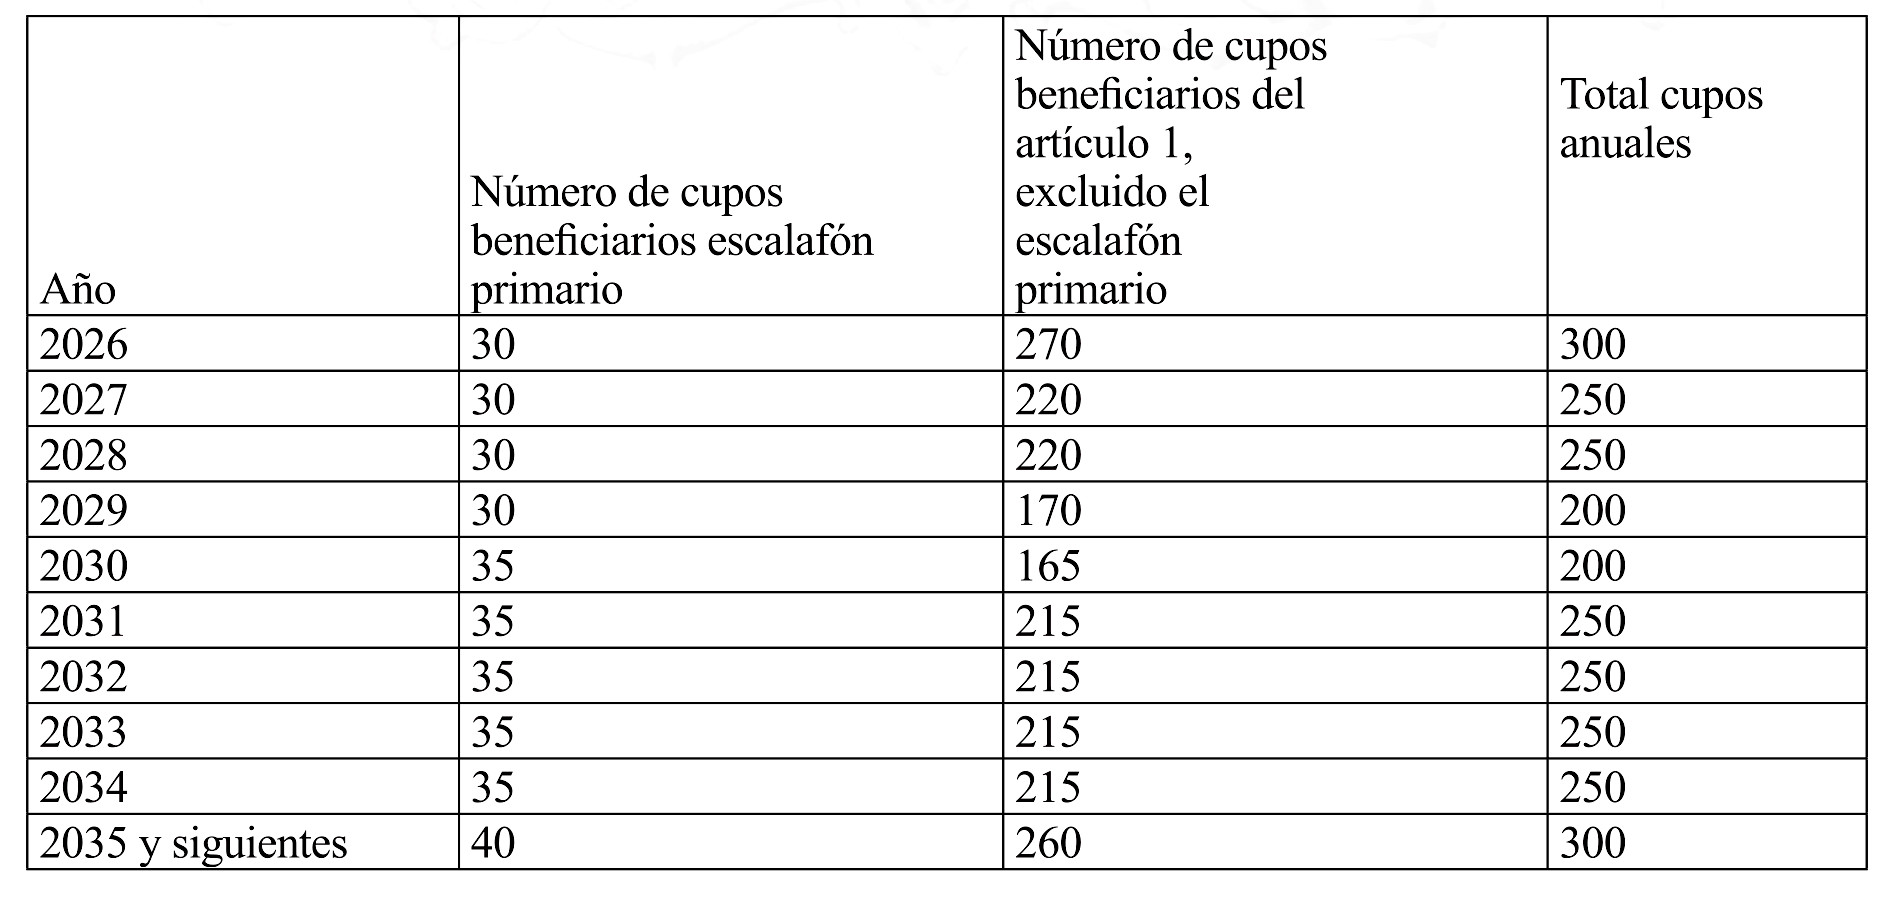 Año
Número de cupos
beneficiarios escalafón
primario
Número de cupos
beneficiarios del
artículo 1,
excluido el
escalafón
primario
Total cupos
anuales
2026 30 270 300
2027 30 220 250
2028 30 220 250
2029 30 170 200
2030 35 165 200
2031 35 215 250
2032 35 215 250
2033 35 215 250
2034 35 215 250
2035 y siguientes 40 260 300